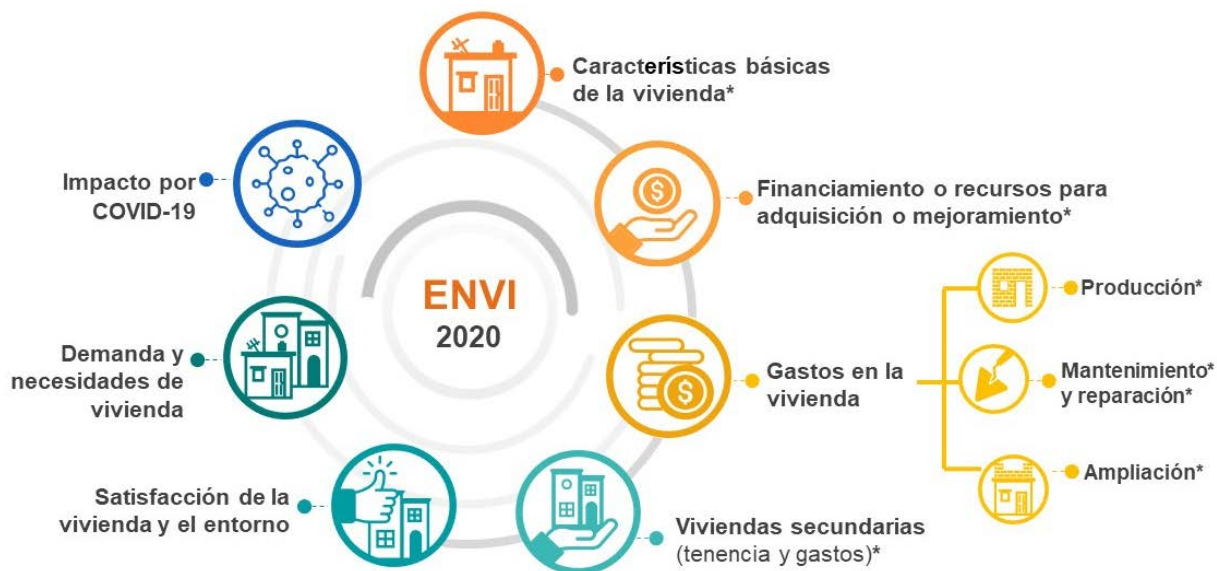 Características básicas
de la vivienda*
Financiamiento o recursos para
adquisición o mejoramiento*
Gastos en la
vivienda
Producción*
Mantenimiento*
y reparación*
Ampliación*
Viviendas secundarias
(tenencia y gastos)*
Satisfacción de la
vivienda y el entorno
Demanda y
necesidades de
vivienda
Impacto por
COVID-19
ENVI
2020